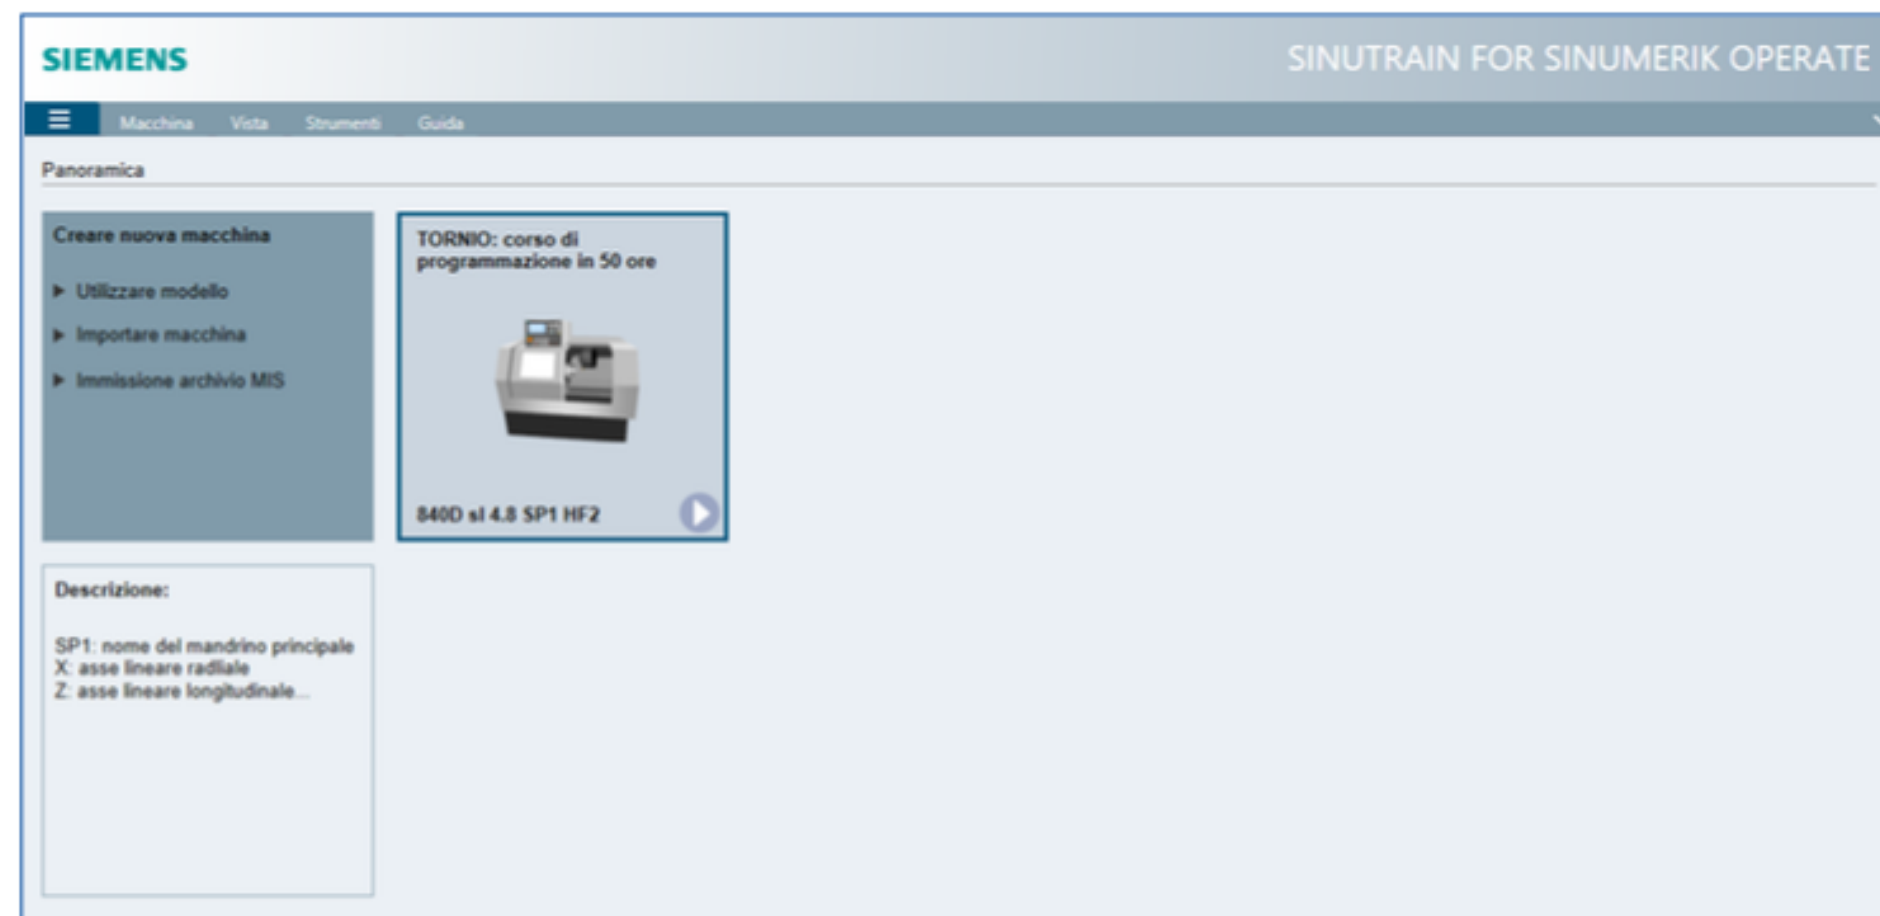 SIEMENS
SINUTRAIN FOR SINUMERIK OPERATE
Macchina Vista Strumenti Guida
Panoramica
Creare nuova macchina
Utilizzare modello
Importare macchina
Immissione archivio MIS
TORNIO: corso di
programmazione in 50 ore
840D sl 4.8 SP1 HF2
Descrizione:
SP1: nome del mandrino principale
X: asse lineare radliale
Z: asse lineare longitudinale...